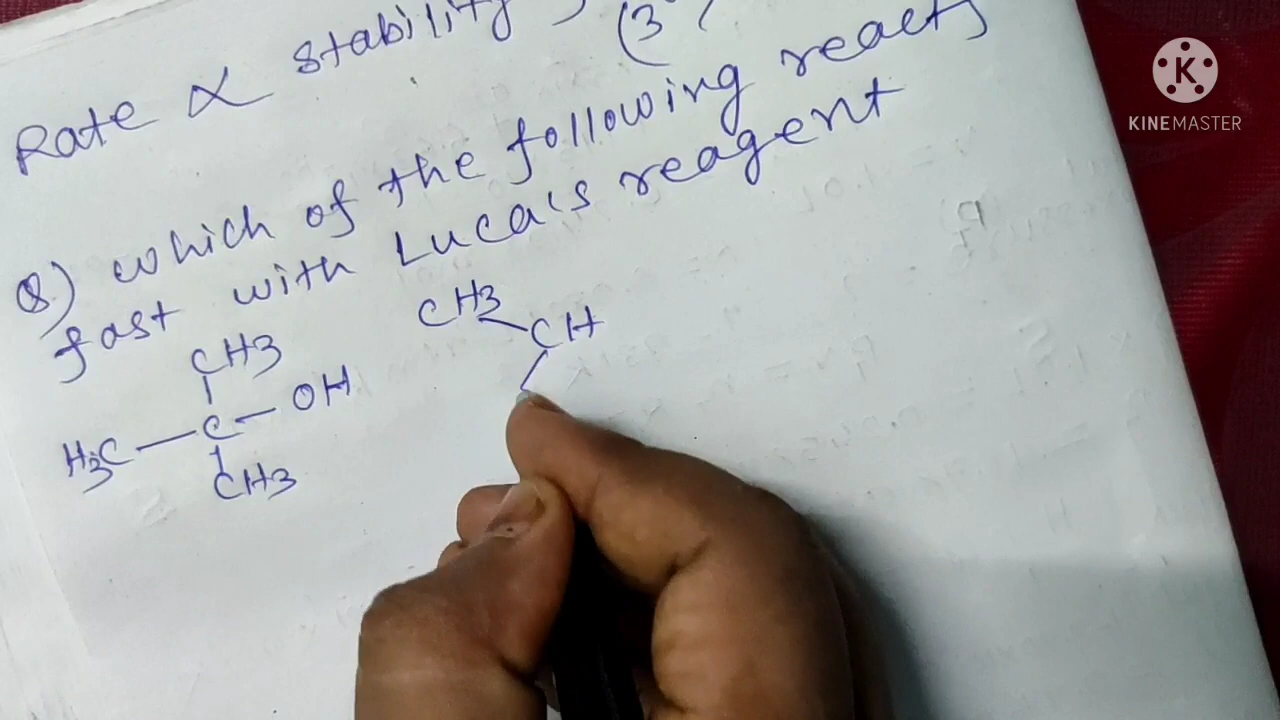 Rate ∝ stability
(3°)
Q) which of the following reacts
fast with Lucas reagent
CH3
H3C — C — OH
CH3
CH3
CH
K
KINEMASTER